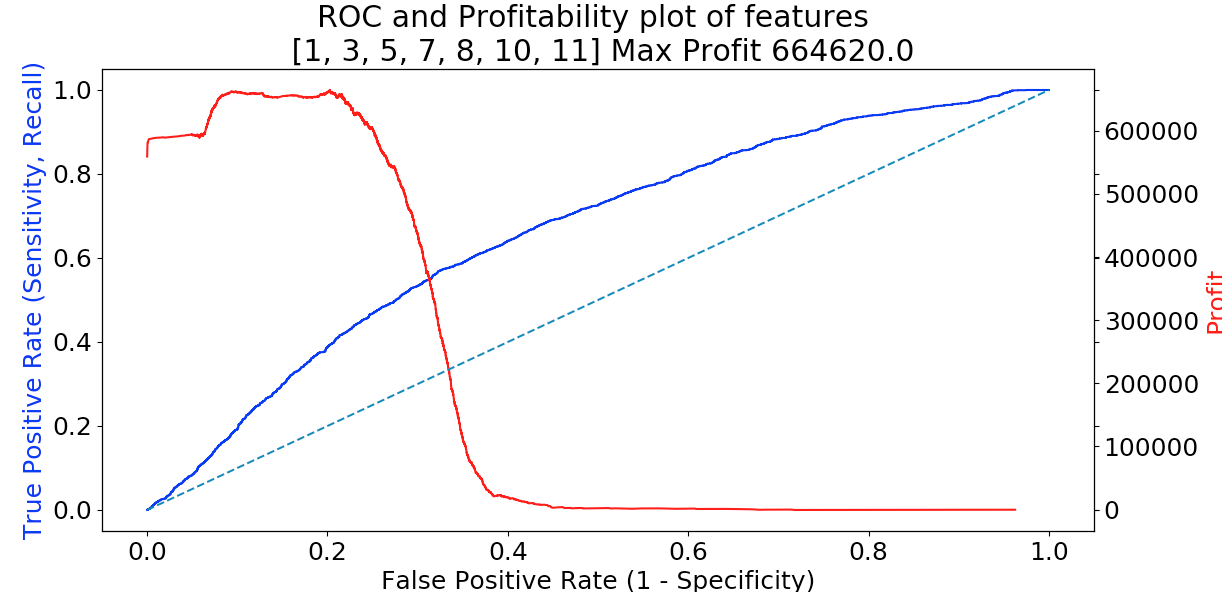 ROC and Profitability plot of features
[1, 3, 5, 7, 8, 10, 11] Max Profit 664620.0
True Positive Rate (Sensitivity, Recall)
1.0
0.8
0.6
0.4
0.2
0.0
600000
500000
400000
300000
200000
100000
0
Profit
0.0 0.2 0.4 0.6 0.8 1.0
False Positive Rate (1 - Specificity)